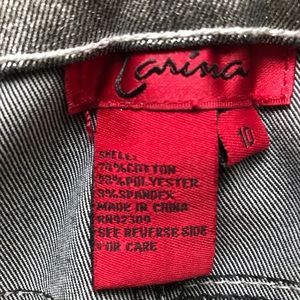 Carina
10
SHELL:
COTTON
POLYESTER
SPANDEX
MADE IN CHINA
RN92309
SEE REVERSE SIDE
FOR CARE